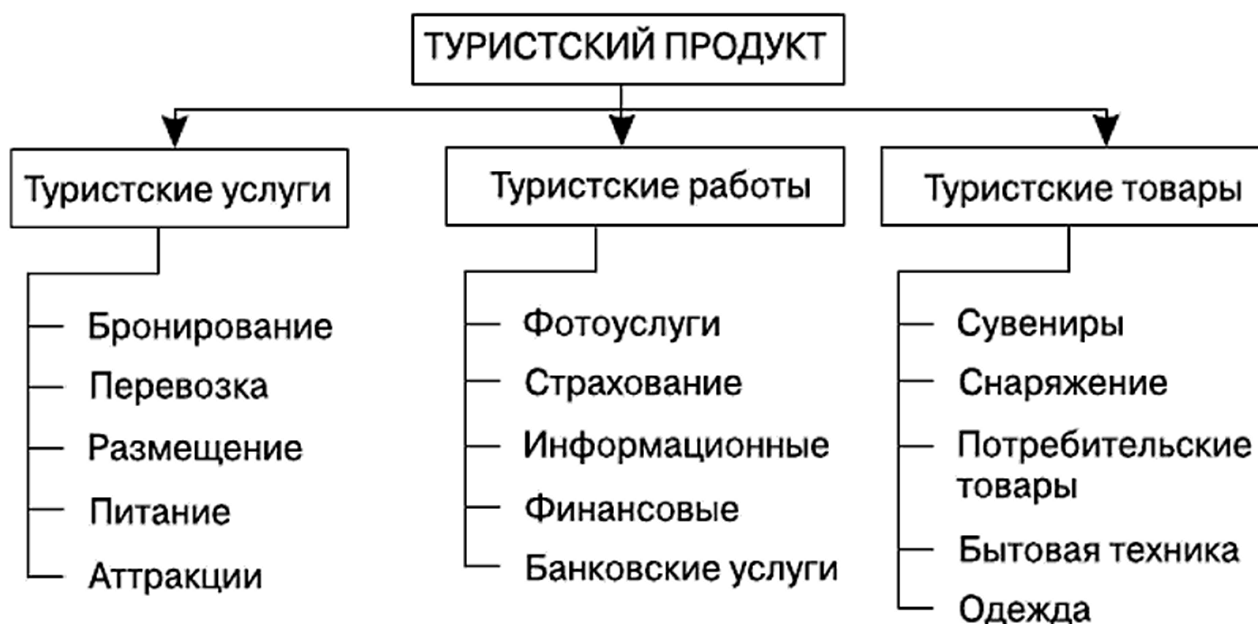 ТУРИСТСКИЙ ПРОДУКТ
Туристские услуги
Бронирование
Перевозка
Размещение
Питание
Аттракции
Туристские работы
Фотоуслуги
Страхование
Информационные
Финансовые
Банковские услуги
Туристские товары
Сувениры
Снаряжение
Потребительские
товары
Бытовая техника
Одежда